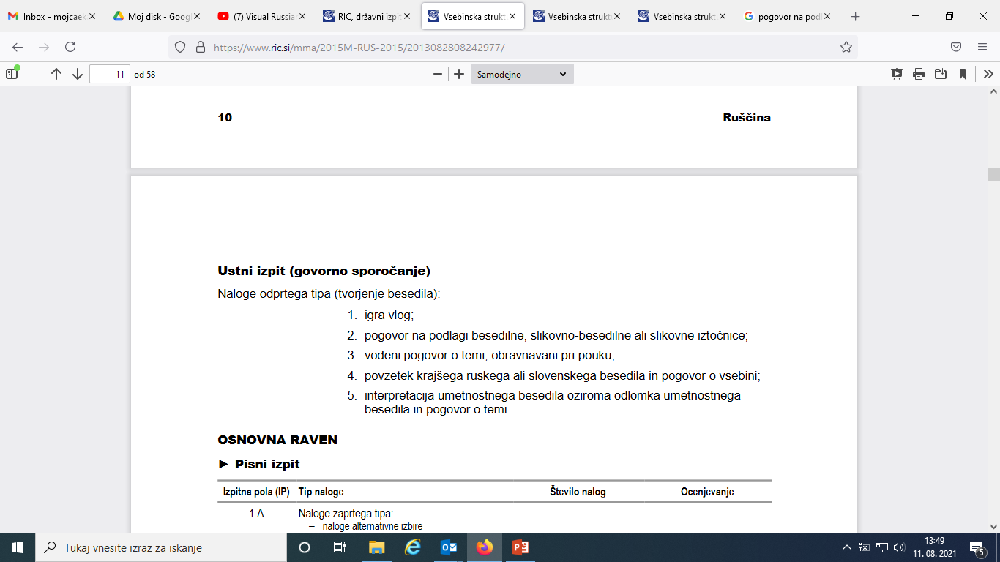 Inbox - mojcaek
Moj disk - Goog
(7) Visual Russian
RIC, državni izpit
Vsebinska strukt
Vsebinska strukt
Vsebinska strukt
pogovor na pod
https://www.ric.si/mma/2015M-RUS-2015/2013082808242977/
11 od 58
Samodejno
10 Ruščina
Ustni izpit (govorno sporočanje)
Naloge odprtega tipa (tvorjenje besedila):
1. igra vlog;
2. pogovor na podlagi besedilne, slikovno-besedilne ali slikovne iztočnice;
3. vodeni pogovor o temi, obravnavani pri pouku;
4. povzetek krajšega ruskega ali slovenskega besedila in pogovor o vsebini;
5. interpretacija umetnostnega besedila oziroma odlomka umetnostnega
besedila in pogovor o temi.
OSNOVNA RAVEN
► Pisni izpit
Izpitna pola (IP) Tip naloge Število nalog Ocenjevanje
1 A Naloge zaprtega tipa:
– naloge alternativne izbire
Tukaj vnesite izraz za iskanje
13:49
11. 08. 2021
5